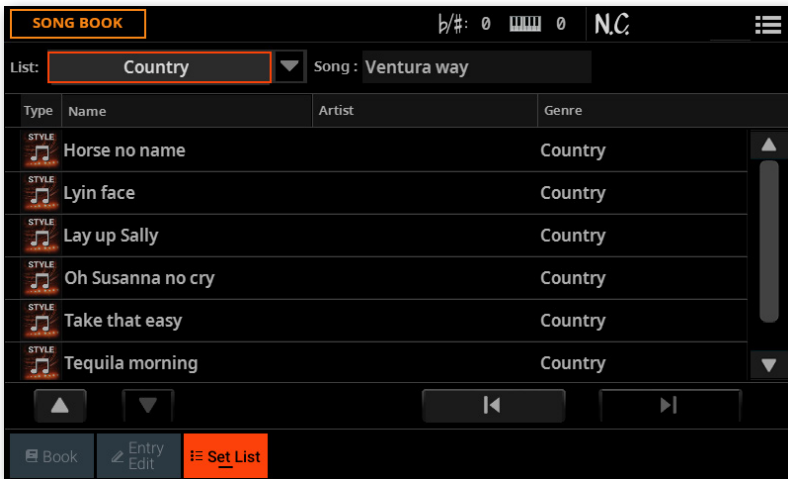 SONG BOOK ♭/#: 0 0 N.C.
List: Country Song : Ventura way
Type Name Artist Genre
STYLE Horse no name Country
STYLE Lyin face Country
STYLE Lay up Sally Country
STYLE Oh Susanna no cry Country
STYLE Take that easy Country
STYLE Tequila morning Country
Book Entry Edit Set List